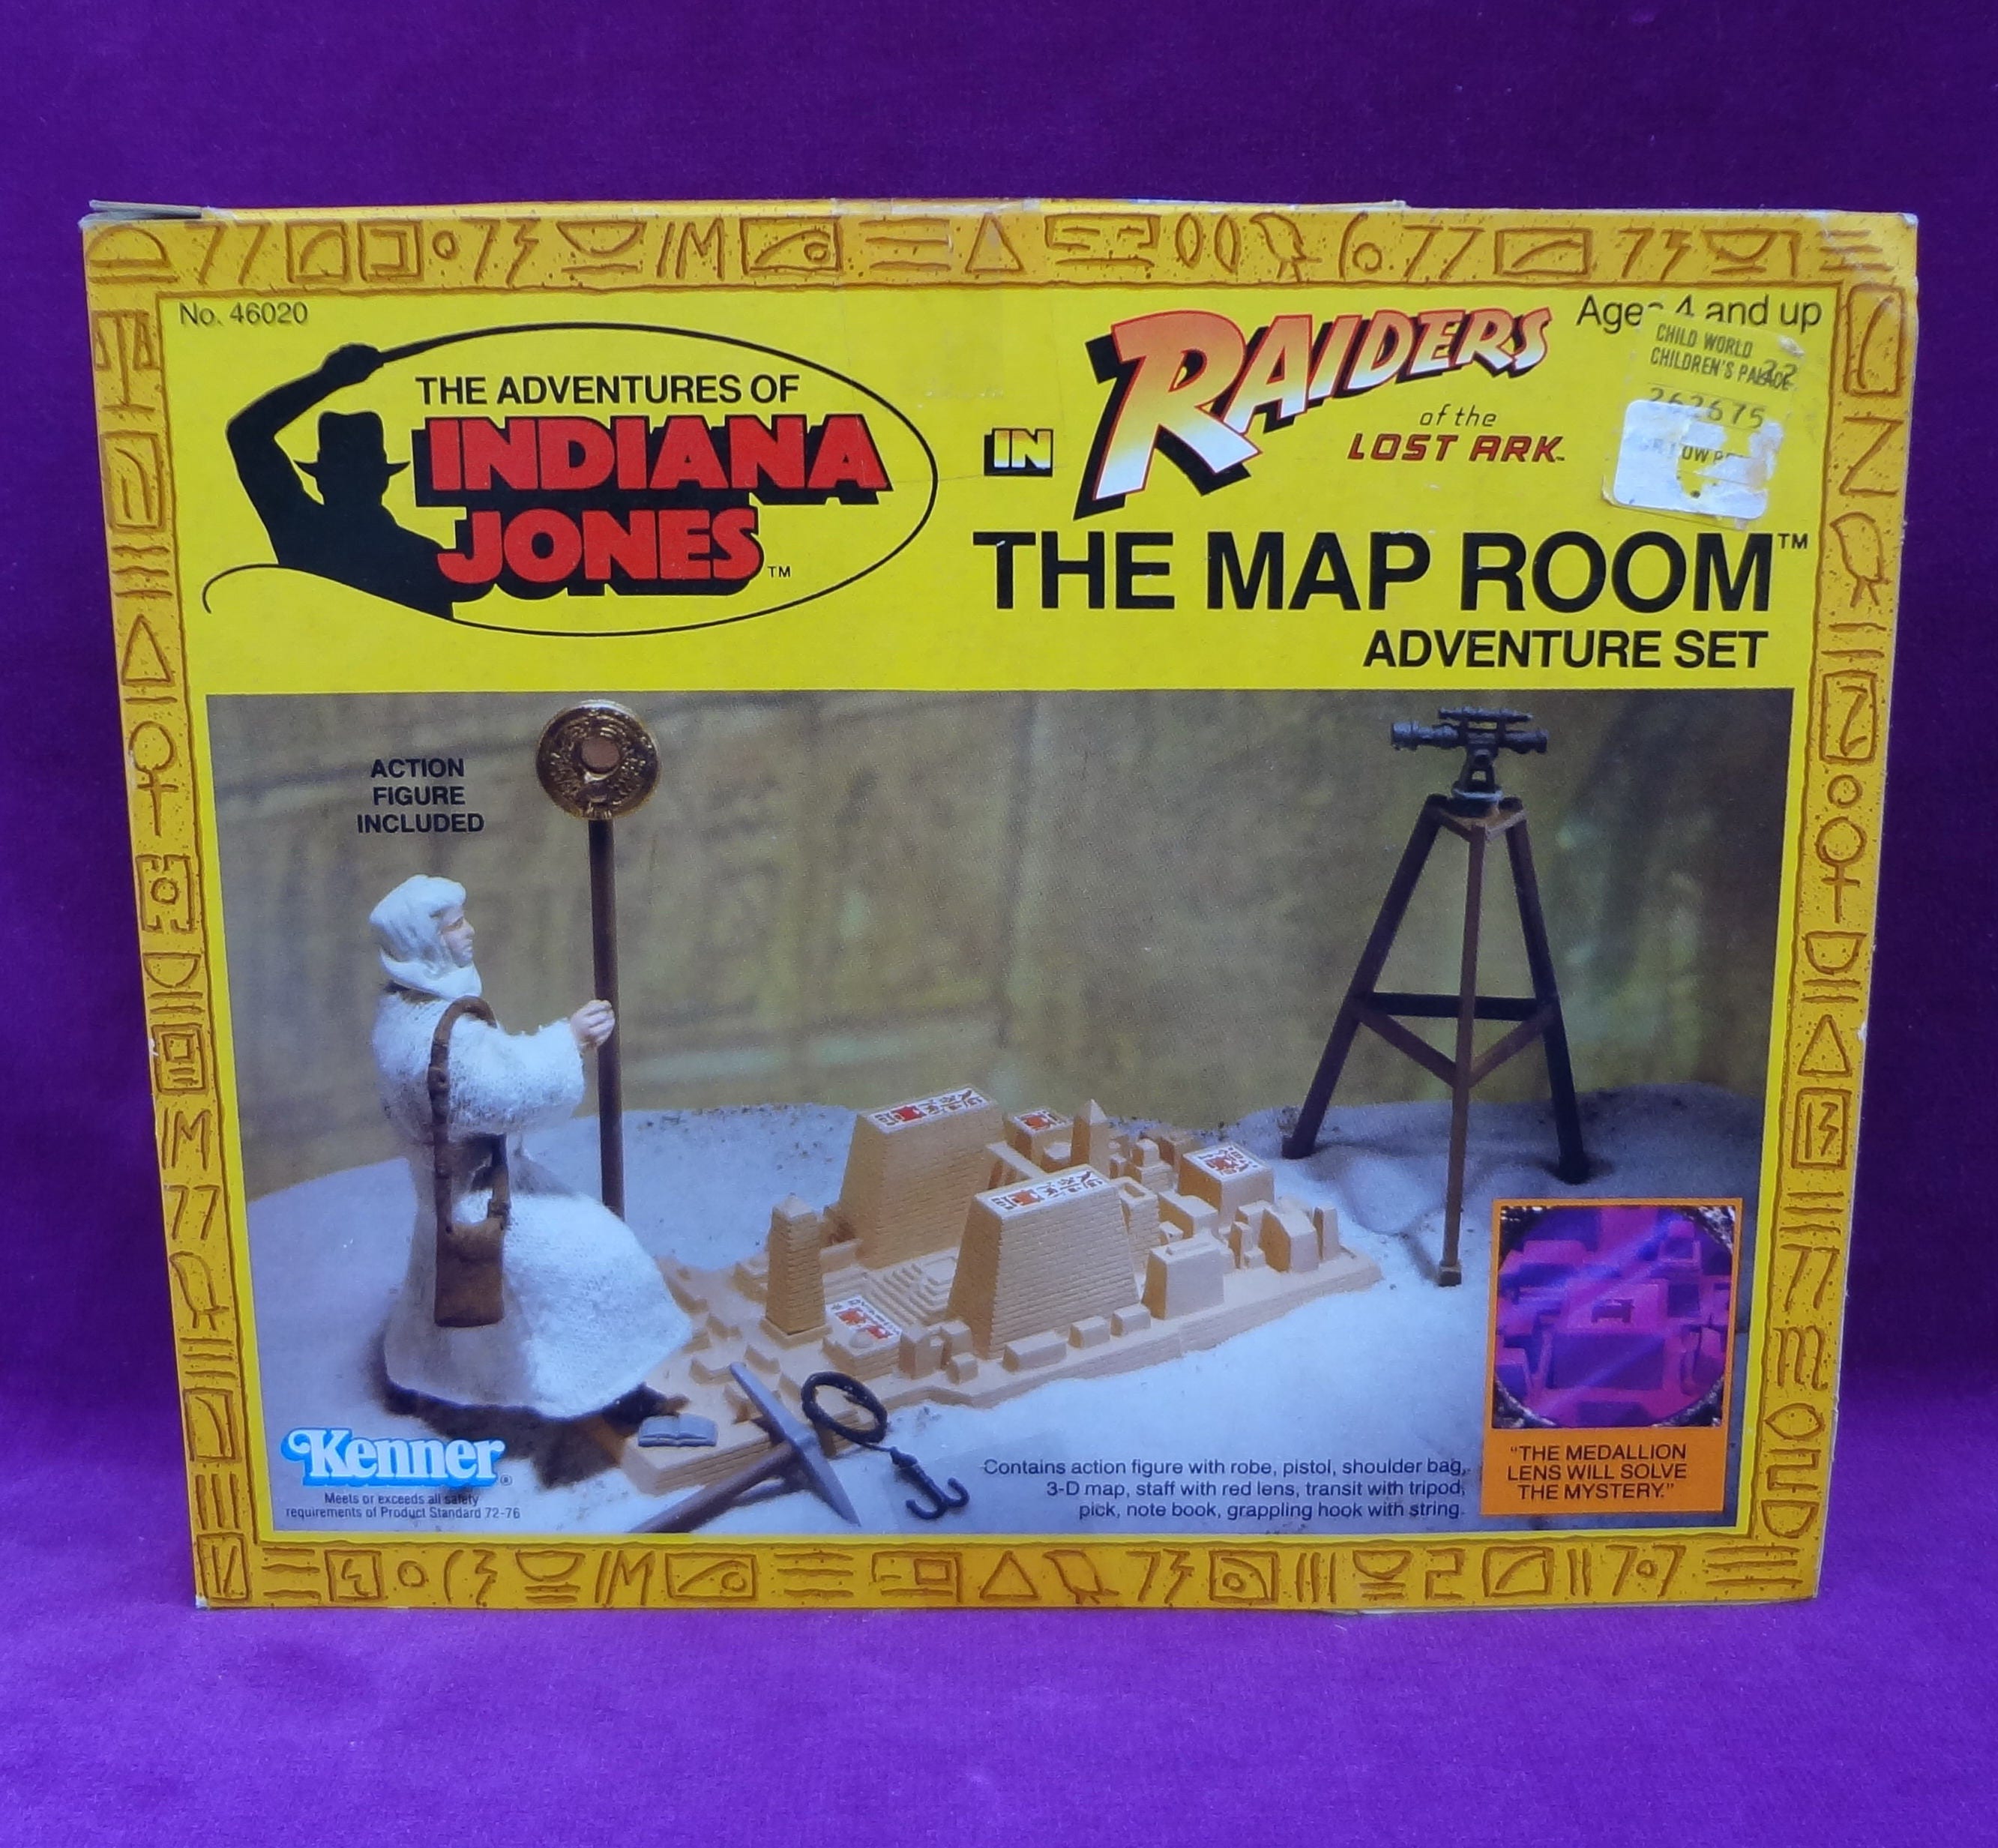 No. 46020
THE ADVENTURES OF
INDIANA
JONES™
IN
RAIDERS
of the
LOST ARK™
Ages 4 and up
CHILD WORLD
CHILDREN'S PALACE
262675
THE MAP ROOM™
ADVENTURE SET
ACTION
FIGURE
INCLUDED
Kenner®
Meets or exceeds all safety
requirements of Product Standard 72-76
Contains action figure with robe, pistol, shoulder bag,
3-D map, staff with red lens, transit with tripod,
pick, note book, grappling hook with string.
"THE MEDALLION
LENS WILL SOLVE
THE MYSTERY."